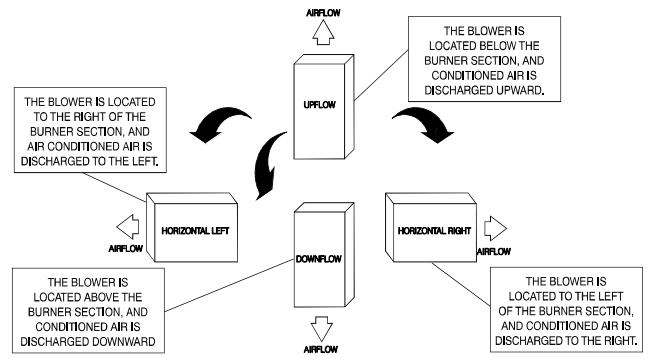 AIRFLOW
THE BLOWER IS
LOCATED BELOW THE
BURNER SECTION, AND
CONDITIONED AIR IS
DISCHARGED UPWARD.
UPFLOW
THE BLOWER IS LOCATED
TO THE RIGHT OF THE
BURNER SECTION, AND
AIR CONDITIONED AIR IS
DISCHARGED TO THE LEFT.
HORIZONTAL LEFT
AIRFLOW
HORIZONTAL RIGHT
AIRFLOW
DOWNFLOW
THE BLOWER IS
LOCATED ABOVE THE
BURNER SECTION, AND
CONDITIONED AIR IS
DISCHARGED DOWNWARD
THE BLOWER IS
LOCATED TO THE LEFT
OF THE BURNER SECTION,
AND CONDITIONED AIR IS
DISCHARGED TO THE RIGHT.
AIRFLOW